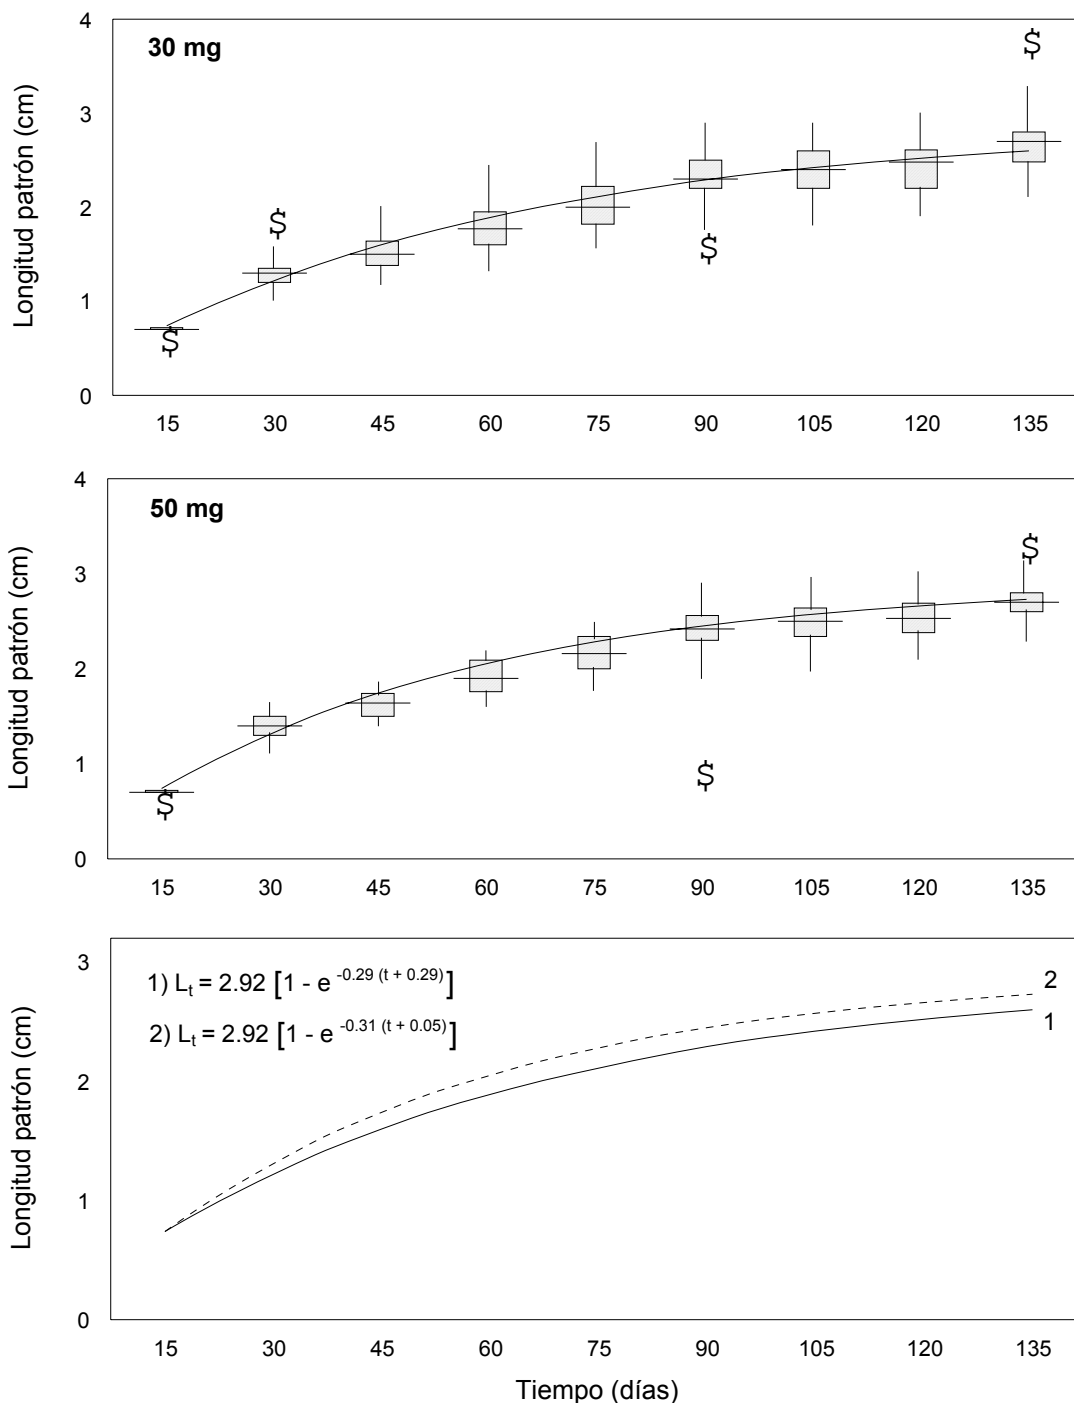 4
30 mg
$
3
2
$
$
1
$
0
Longitud patrón (cm)
15 30 45 60 75 90 105 120 135
4
50 mg
$
3
2
1
$
$
0
Longitud patrón (cm)
15 30 45 60 75 90 105 120 135
3
1) Lt = 2.92 [1 - e -0.29 (t + 0.29)]
2
2) Lt = 2.92 [1 - e -0.31 (t + 0.05)]
1
2
1
0
Longitud patrón (cm)
15 30 45 60 75 90 105 120 135
Tiempo (días)